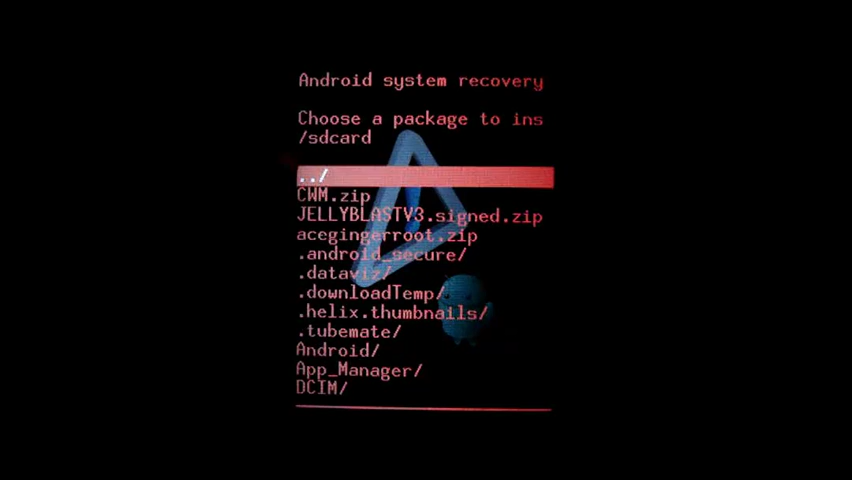 Android system recovery
Choose a package to ins
/sdcard
../
CWM.zip
JELLYBLASTV3.signed.zip
acegingerroot.zip
.android_secure/
.dataviz/
.downloadTemp/
.helix.thumbnails/
.tubemate/
Android/
App_Manager/
DCIM/